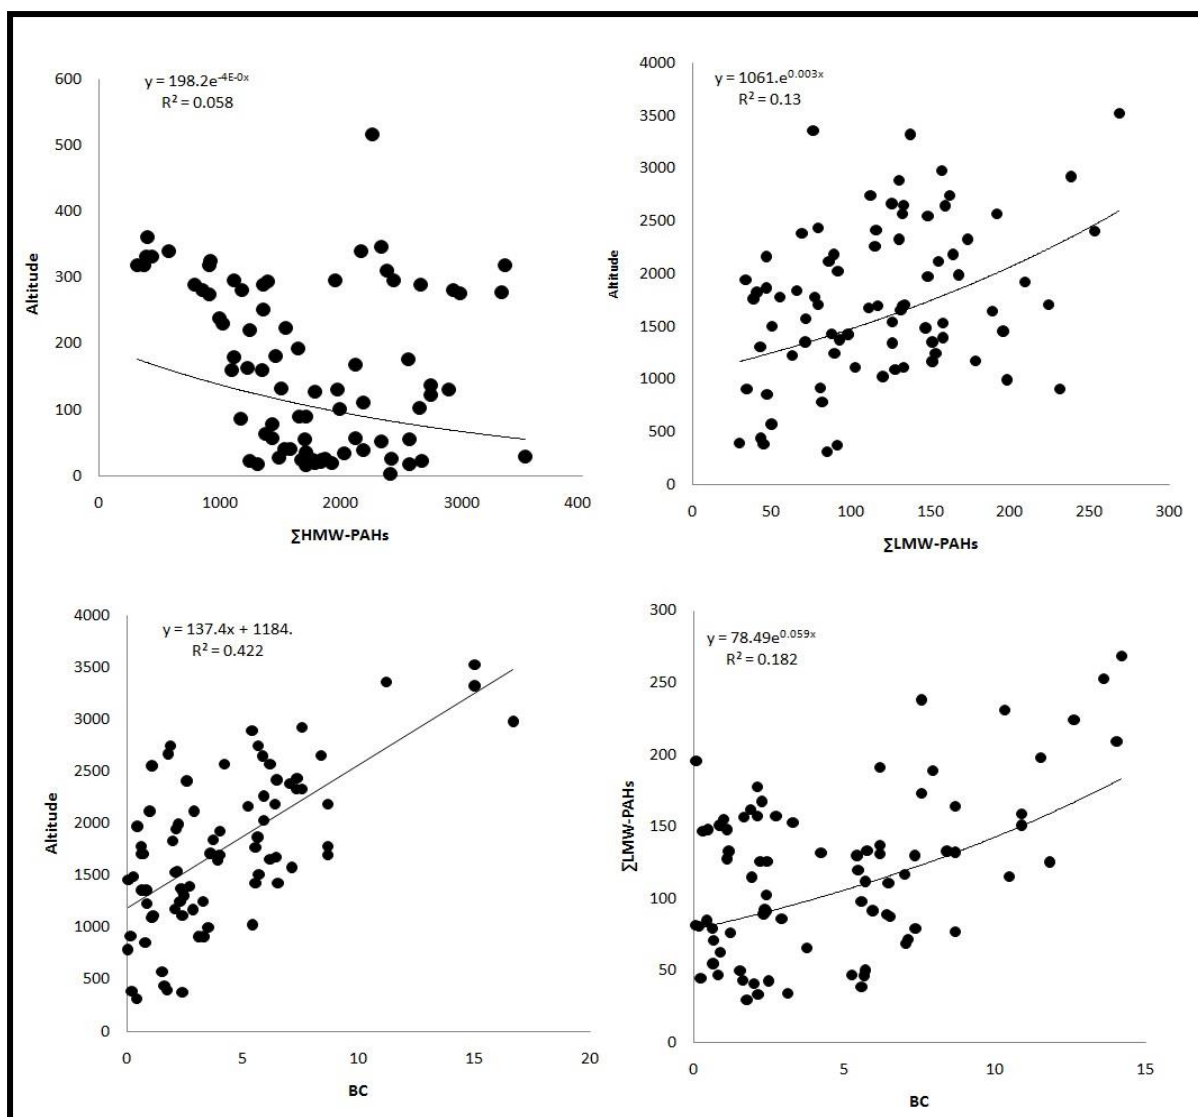 y = 198.2e^-4E-0x
R² = 0.058
600
500
400
300
200
100
0
Altitude
0 1000 2000 3000 400
∑HMW-PAHs
y = 1061.e^0.003x
R² = 0.13
4000
3500
3000
2500
2000
1500
1000
500
0
Altitude
0 50 100 150 200 250 300
∑LMW-PAHs
y = 137.4x + 1184.
R² = 0.422
4000
3500
3000
2500
2000
1500
1000
500
0
Altitude
0 5 10 15 20
BC
y = 78.49e^0.059x
R² = 0.182
300
250
200
150
100
50
0
∑LMW-PAHs
0 5 10 15
BC